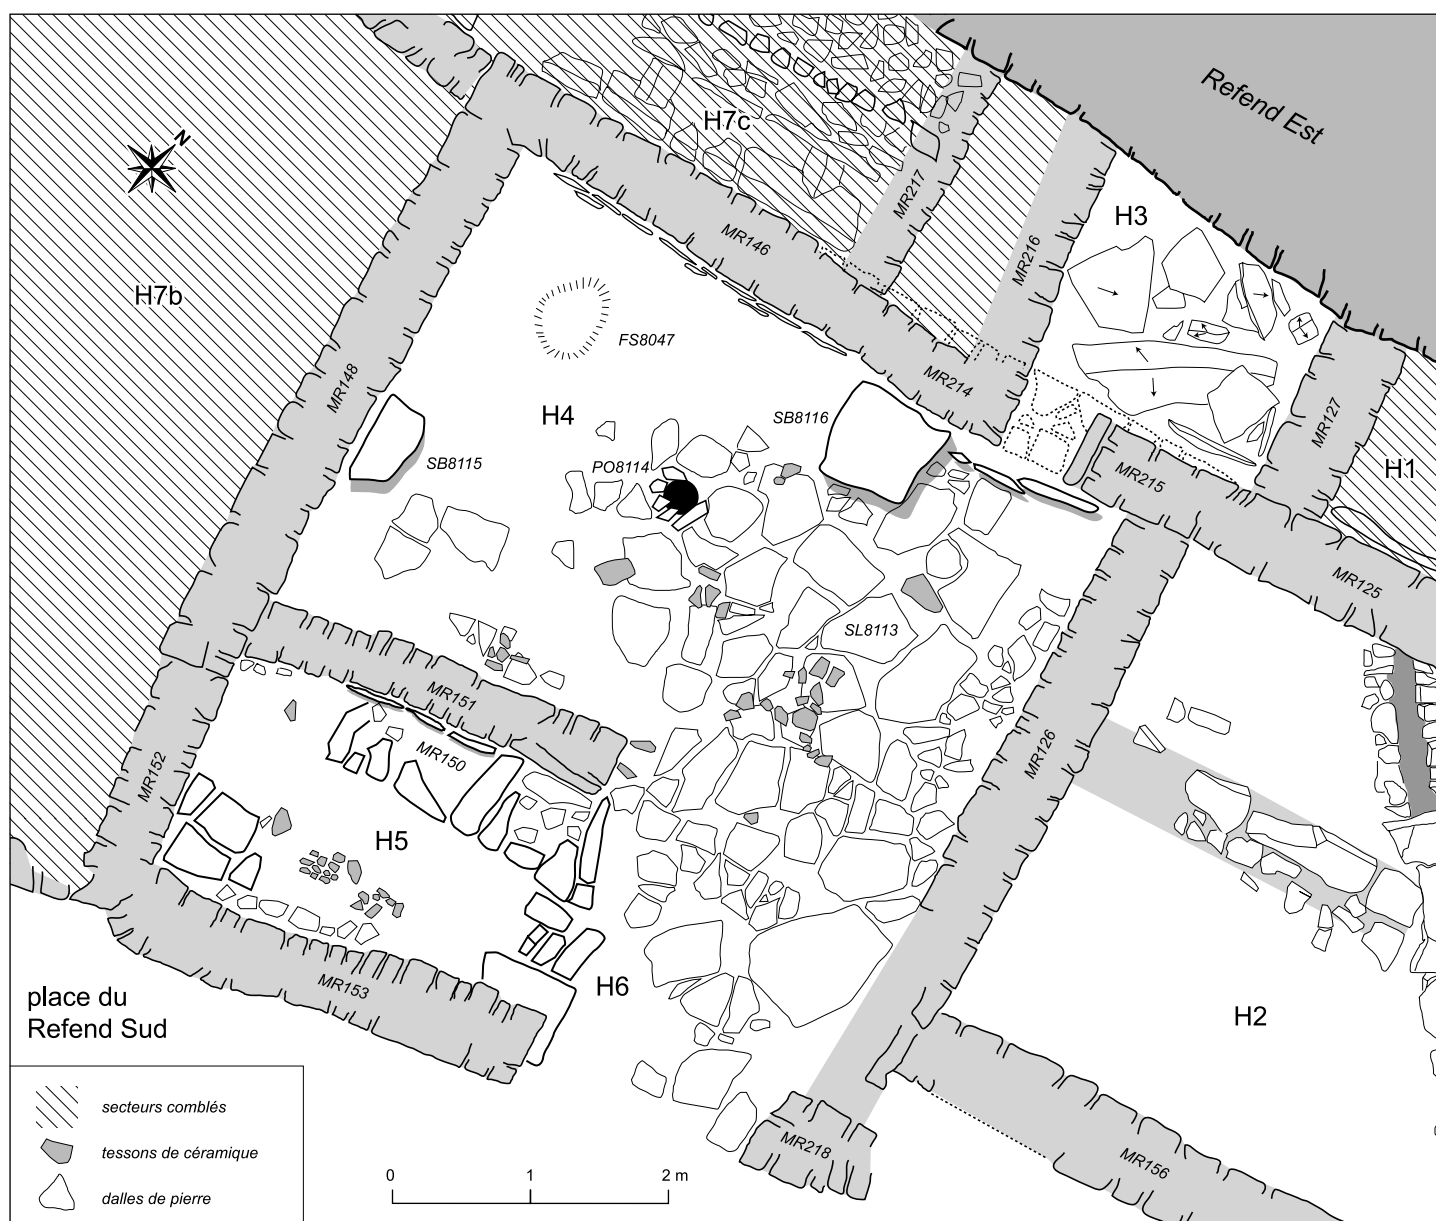 Refend Est
N
H7c
MR217
H3
MR146
MR216
H7b
FS8047
MR148
MR214
H4
SB8116
MR127
SB8115
PO8114
MR215
H1
MR125
SL8113
MR151
MR126
MR150
MR152
H5
H6
MR153
place du
Refend Sud
H2
secteurs comblés
tessons de céramique
dalles de pierre
0 1 2 m
MR218
MR156